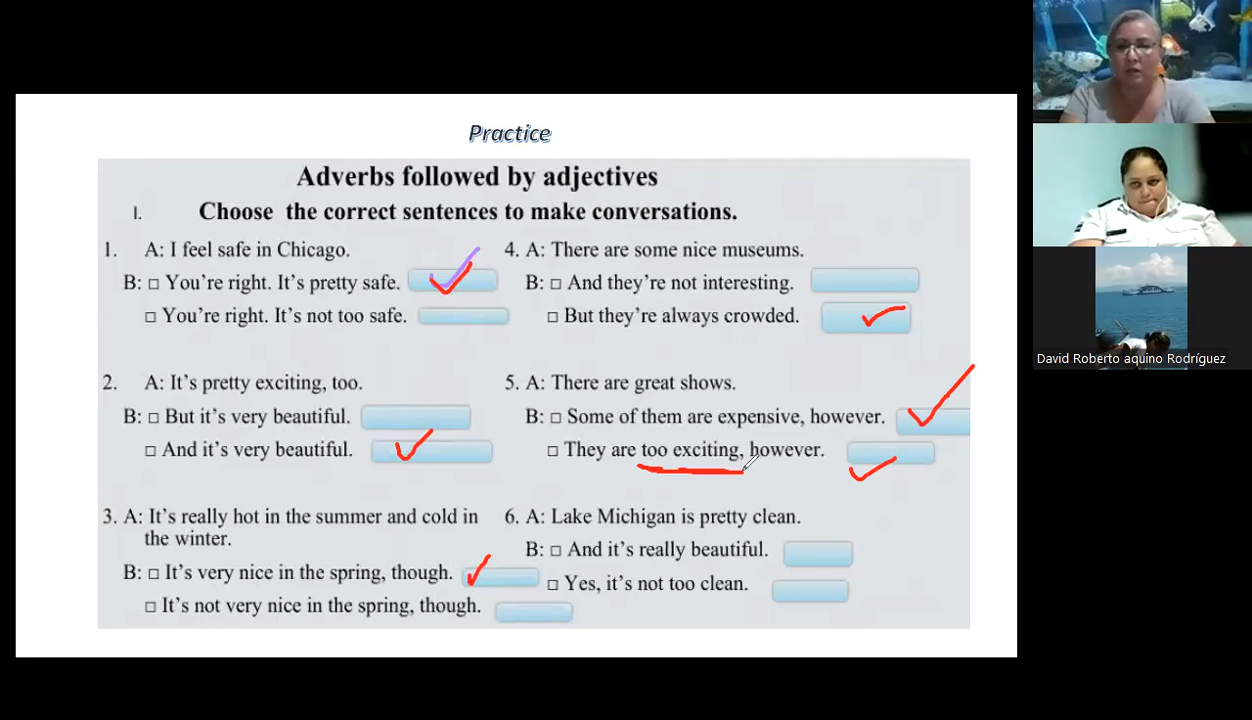 Practice
Adverbs followed by adjectives
I. Choose the correct sentences to make conversations.
1. A: I feel safe in Chicago.
B: □ You're right. It's pretty safe.
□ You're right. It's not too safe.
2. A: It's pretty exciting, too.
B: □ But it's very beautiful.
□ And it's very beautiful.
3. A: It's really hot in the summer and cold in
the winter.
B: □ It's very nice in the spring, though.
□ It's not very nice in the spring, though.
4. A: There are some nice museums.
B: □ And they're not interesting.
□ But they're always crowded.
5. A: There are great shows.
B: □ Some of them are expensive, however.
□ They are too exciting, however.
6. A: Lake Michigan is pretty clean.
B: □ And it's really beautiful.
□ Yes, it's not too clean.
David Roberto aquino Rodríguez